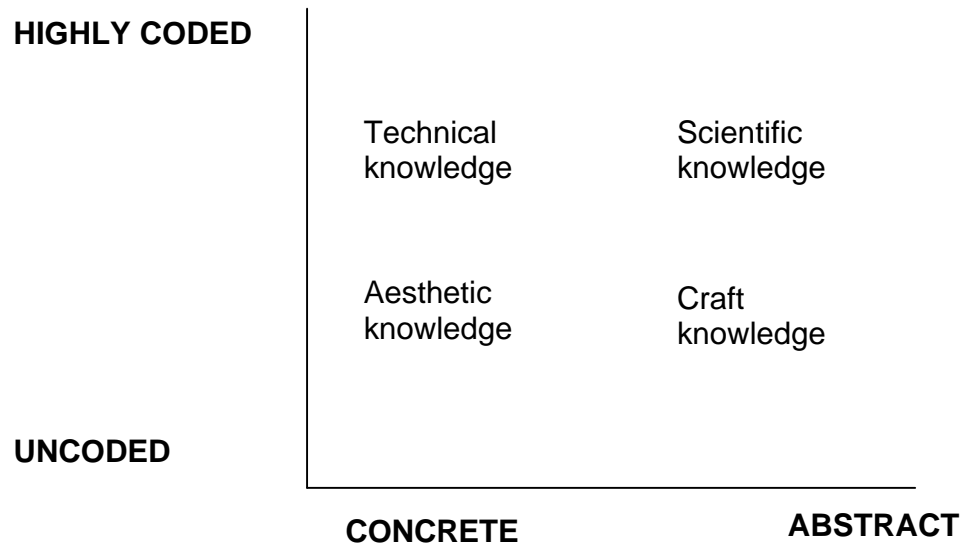 HIGHLY CODED
Technical
knowledge
Scientific
knowledge
Aesthetic
knowledge
Craft
knowledge
UNCODED
CONCRETE
ABSTRACT